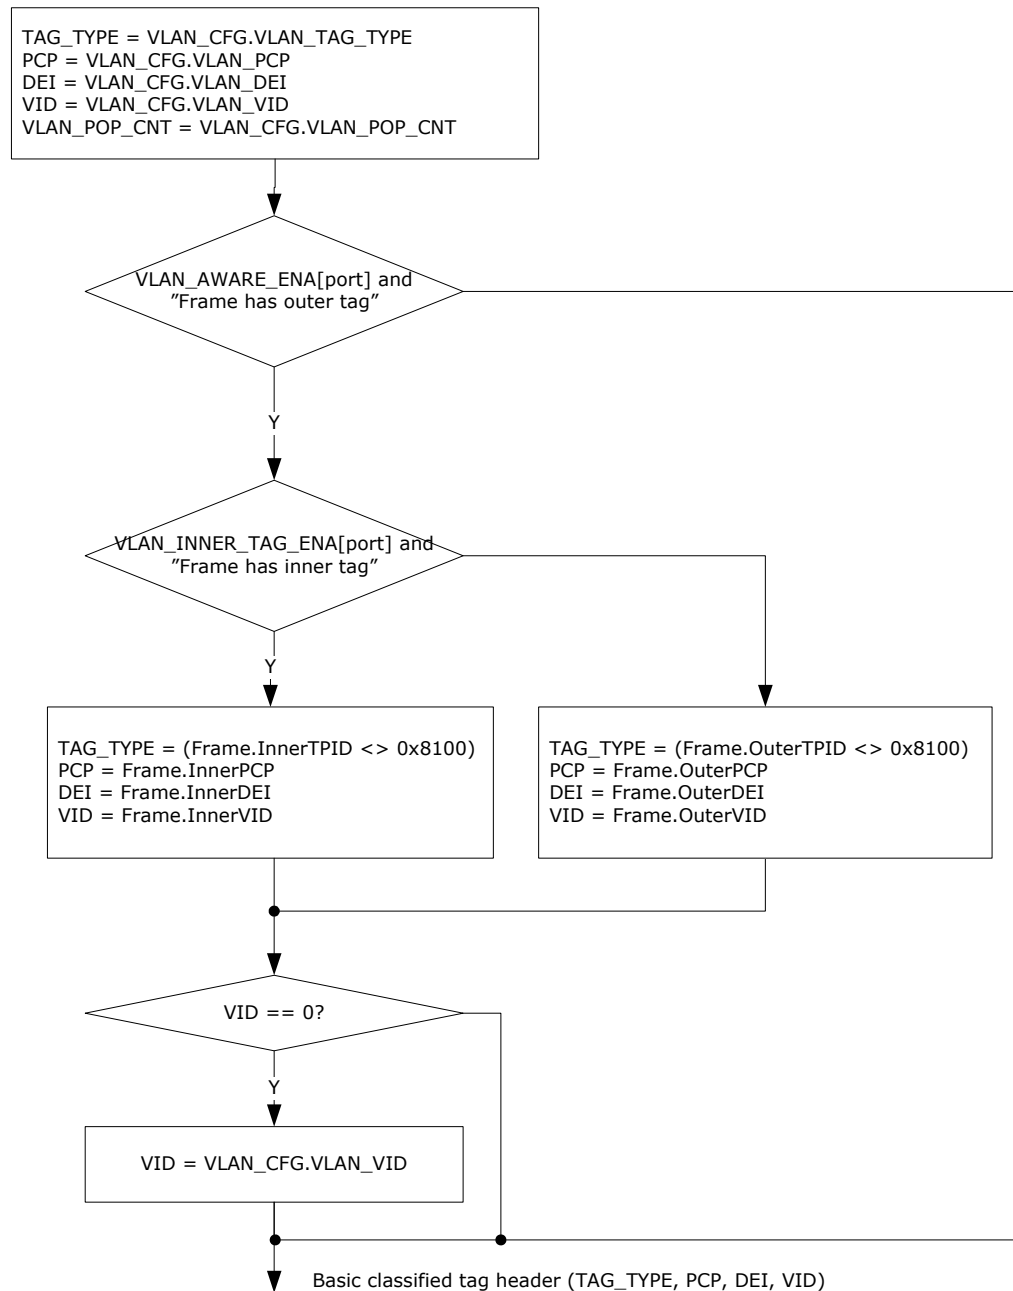 TAG_TYPE = VLAN_CFG.VLAN_TAG_TYPE
PCP = VLAN_CFG.VLAN_PCP
DEI = VLAN_CFG.VLAN_DEI
VID = VLAN_CFG.VLAN_VID
VLAN_POP_CNT = VLAN_CFG.VLAN_POP_CNT
VLAN_AWARE_ENA[port] and
”Frame has outer tag”
Y
VLAN_INNER_TAG_ENA[port] and
”Frame has inner tag”
Y
TAG_TYPE = (Frame.InnerTPID <> 0x8100)
PCP = Frame.InnerPCP
DEI = Frame.InnerDEI
VID = Frame.InnerVID
TAG_TYPE = (Frame.OuterTPID <> 0x8100)
PCP = Frame.OuterPCP
DEI = Frame.OuterDEI
VID = Frame.OuterVID
VID == 0?
Y
VID = VLAN_CFG.VLAN_VID
Basic classified tag header (TAG_TYPE, PCP, DEI, VID)